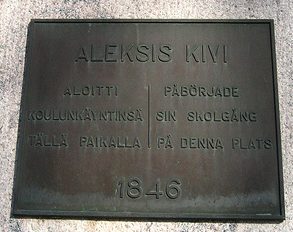 ALEKSIS KIVI
ALOITTI
KOULUNKÄYNTINSÄ
TÄLLÄ PAIKALLA
PÅBÖRJADE
SIN SKOLGÅNG
PÅ DENNA PLATS
1846